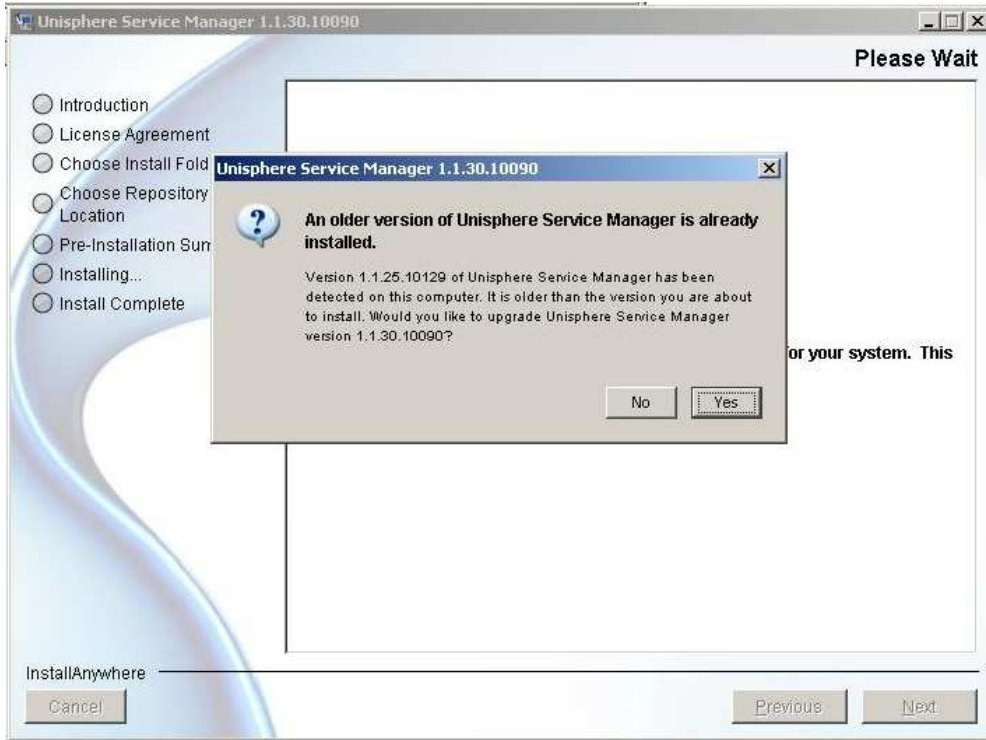 Unisphere Service Manager 1.1.30.10090
Please Wait
Introduction
License Agreement
Choose Install Fold
Choose Repository
Location
Pre-Installation Sum
Installing...
Install Complete
Unisphere Service Manager 1.1.30.10090
An older version of Unisphere Service Manager is already
installed.
Version 1.1.25.10129 of Unisphere Service Manager has been
detected on this computer. It is older than the version you are about
to install. Would you like to upgrade Unisphere Service Manager
version 1.1.30.10090?
No
Yes
or your system. This
InstallAnywhere
Cancel
Previous
Next